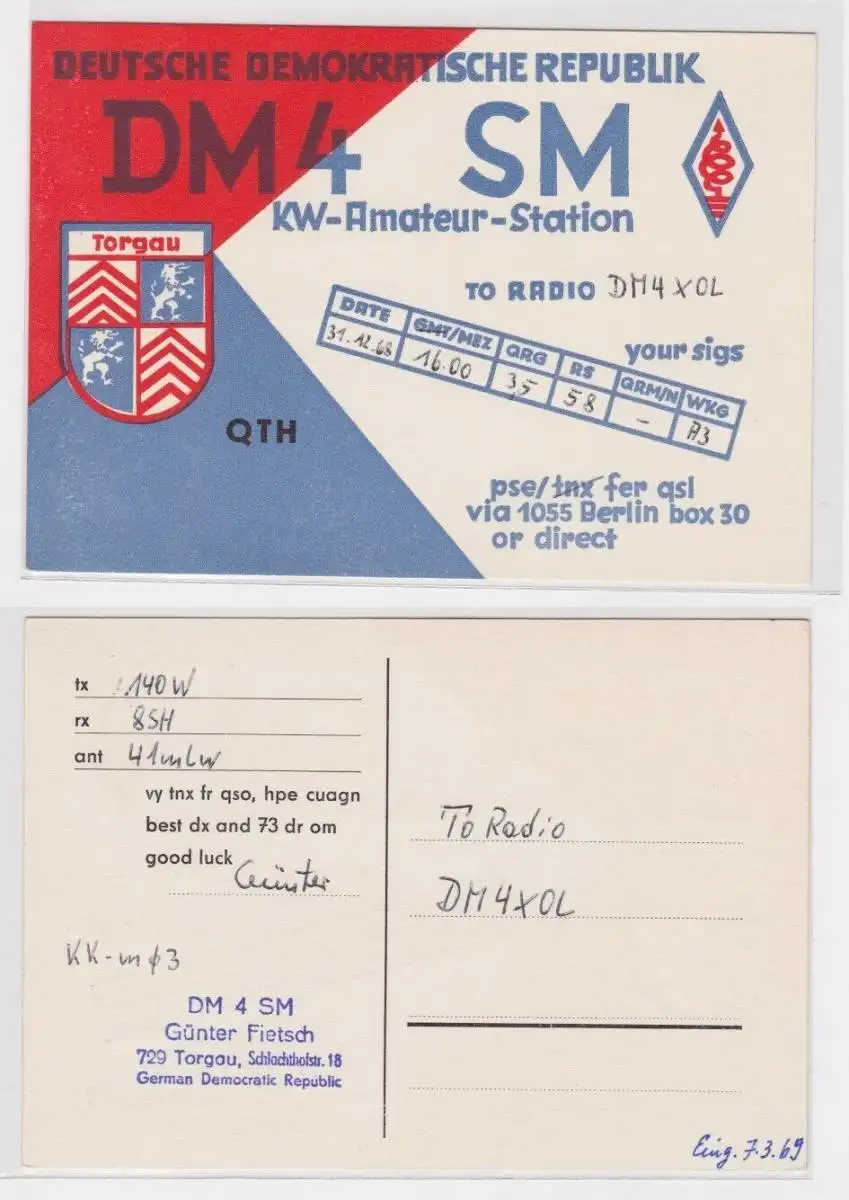 DEUTSCHE DEMOKRATISCHE REPUBLIK
DM4 SM
KW-Amateur-Station
Torgau
TO RADIO DM4XOL
your sigs
DATE GMT/MEZ QRG RS QRM/N WKG
31.12.68 16.00 3,5 58 - A3
QTH
pse/tnx fer qsl
via 1055 Berlin box 30
or direct
tx 140W
rx 8SH
ant 41mLw
vy tnx fr qso, hpe cuagn
best dx and 73 dr om
good luck
Günter
KK-mø3
DM 4 SM
Günter Fietsch
729 Torgau, Schlachthofstr. 18
German Democratic Republic
To Radio
DM4XOL
Eing. 7.3.69